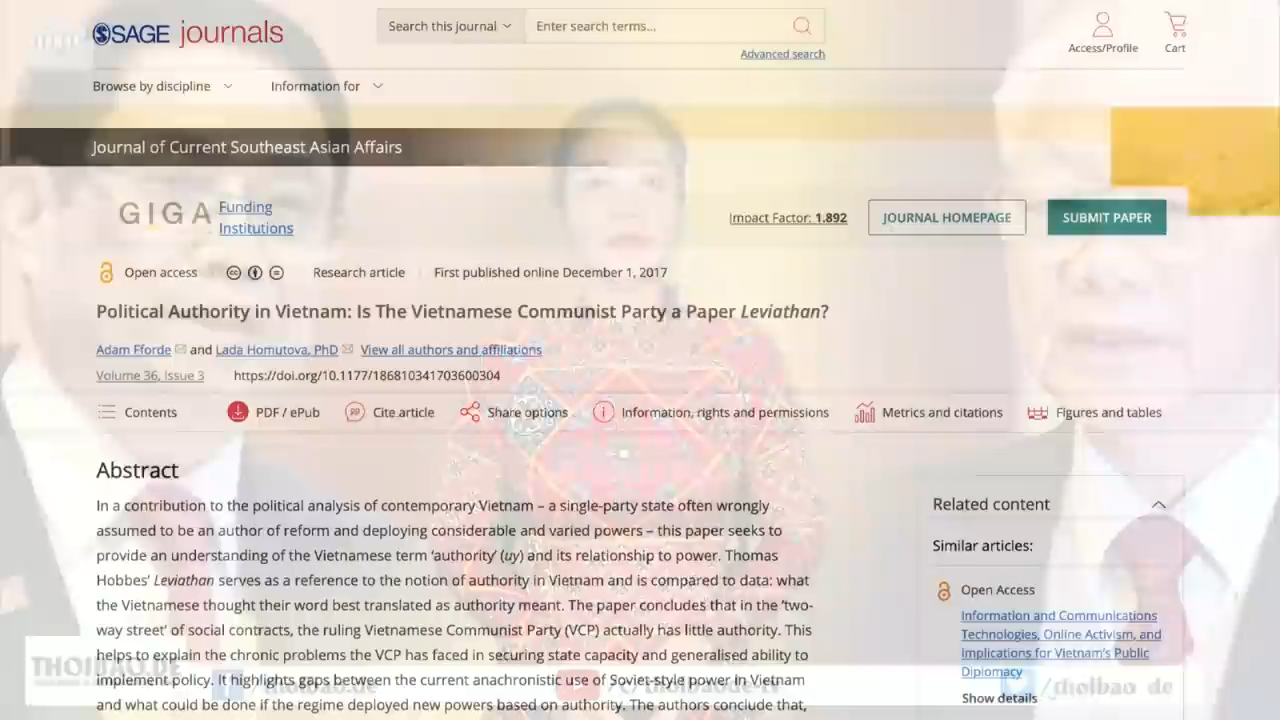 SAGE journals
Search this journal
Enter search terms...
Advanced search
Access/Profile
Cart
Browse by discipline
Information for
Journal of Current Southeast Asian Affairs
GIGA
Funding
Institutions
Impact Factor: 1.892
JOURNAL HOMEPAGE
SUBMIT PAPER
Open access
Research article
First published online December 1, 2017
Political Authority in Vietnam: Is The Vietnamese Communist Party a Paper Leviathan?
Adam Fforde and Lada Homutova, PhD View all authors and affiliations
Volume 36, Issue 3
https://doi.org/10.1177/186810341703600304
Contents
PDF / ePub
Cite article
Share options
Information, rights and permissions
Metrics and citations
Figures and tables
Abstract
In a contribution to the political analysis of contemporary Vietnam – a single-party state often wrongly
assumed to be an author of reform and deploying considerable and varied powers – this paper seeks to
provide an understanding of the Vietnamese term 'authority' (uy) and its relationship to power. Thomas
Hobbes' Leviathan serves as a reference to the notion of authority in Vietnam and is compared to data: what
the Vietnamese thought their word best translated as authority meant. The paper concludes that in the 'two-
way street' of social contracts, the ruling Vietnamese Communist Party (VCP) actually has little authority. This
helps to explain the chronic problems the VCP has faced in securing state capacity and generalised ability to
implement policy. It highlights gaps between the current anachronistic use of Soviet-style power in Vietnam
and what could be done if the regime deployed new powers based on authority. The authors conclude that,
Related content
Similar articles:
Open Access
Information and Communications
Technologies, Online Activism, and
Implications for Vietnam's Public
Diplomacy
Show details
THOIBAO.DE
/thoibao.de
/thoibaode-tv
/thoibao de